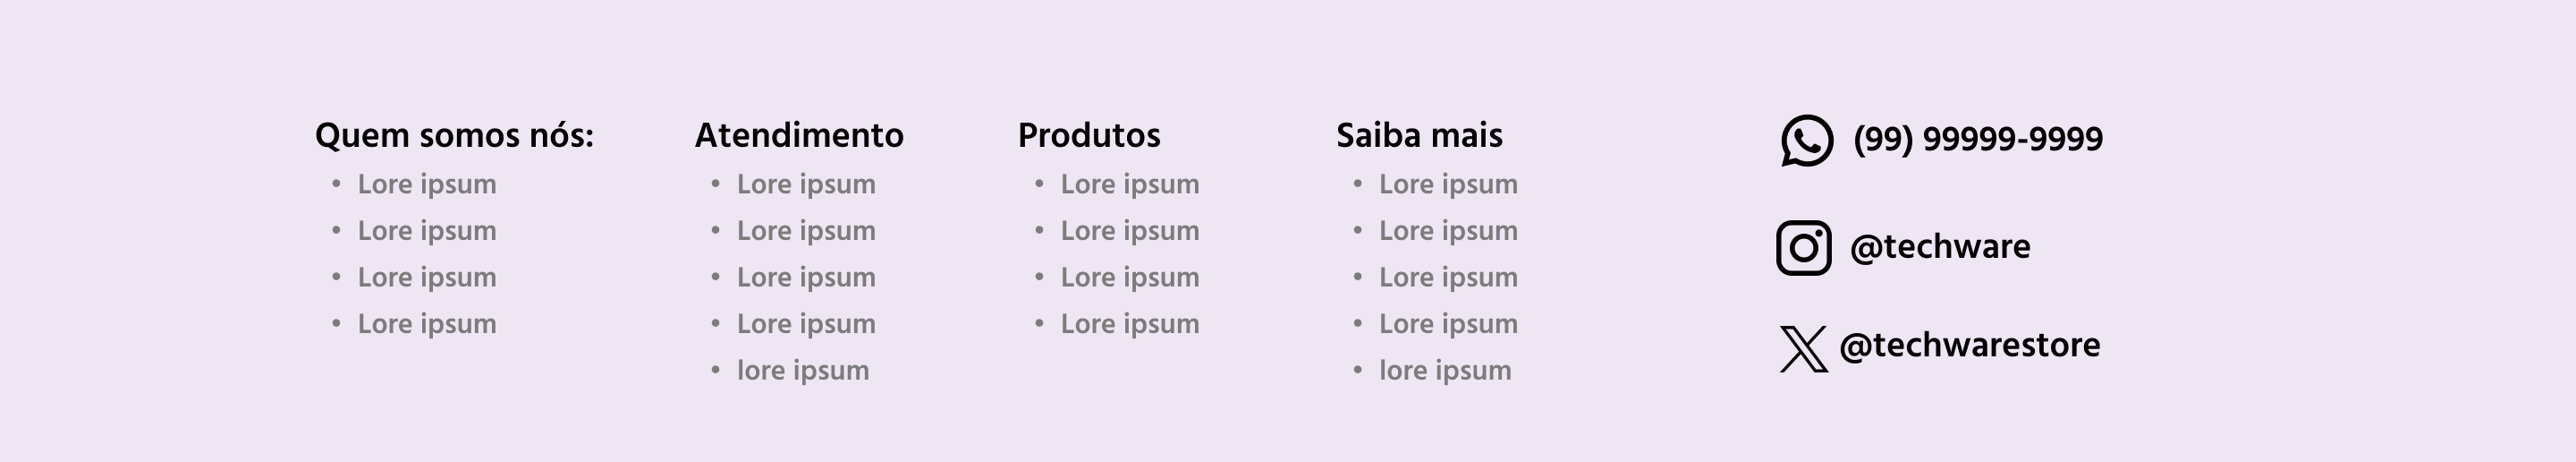 Quem somos nós:
• Lore ipsum
• Lore ipsum
• Lore ipsum
• Lore ipsum
Atendimento
• Lore ipsum
• Lore ipsum
• Lore ipsum
• Lore ipsum
• lore ipsum
Produtos
• Lore ipsum
• Lore ipsum
• Lore ipsum
• Lore ipsum
Saiba mais
• Lore ipsum
• Lore ipsum
• Lore ipsum
• Lore ipsum
• lore ipsum
(99) 99999-9999
@techware
@techwarestore